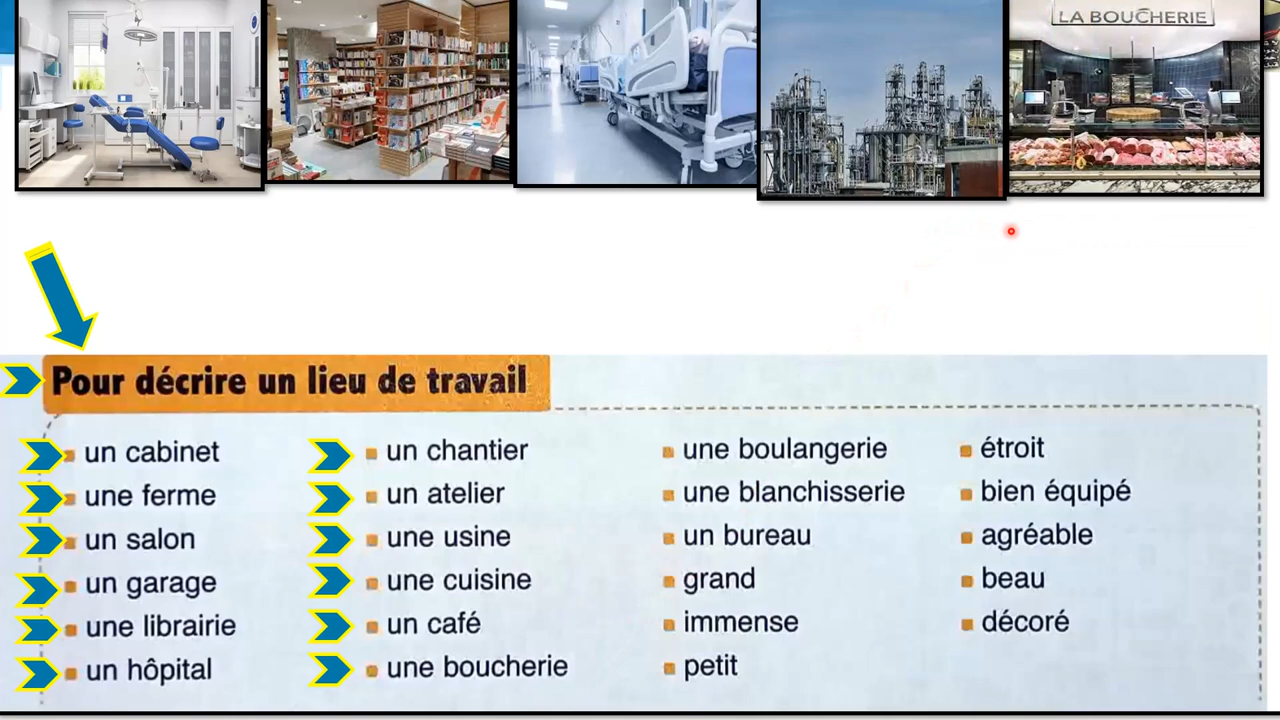 LA BOUCHERIE
Pour décrire un lieu de travail
un cabinet
une ferme
un salon
un garage
une librairie
un hôpital
un chantier
un atelier
une usine
une cuisine
un café
une boucherie
une boulangerie
une blanchisserie
un bureau
grand
immense
petit
étroit
bien équipé
agréable
beau
décoré